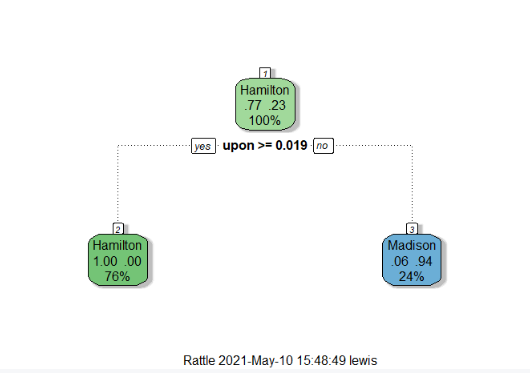 1
Hamilton
.77 .23
100%
yes upon >= 0.019 no
2
Hamilton
1.00 .00
76%
3
Madison
.06 .94
24%
Rattle 2021-May-10 15:48:49 lewis